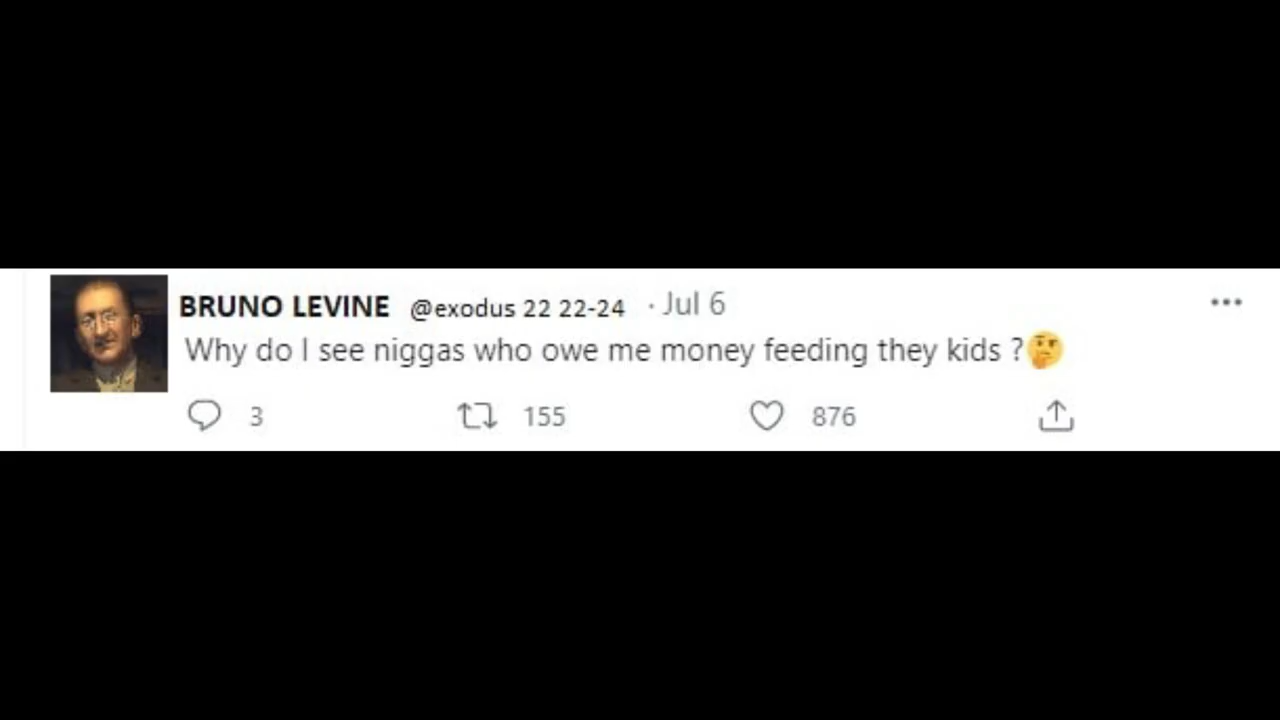 BRUNO LEVINE @exodus 22 22-24 · Jul 6
Why do I see niggas who owe me money feeding they kids ?🤔
3 155 876